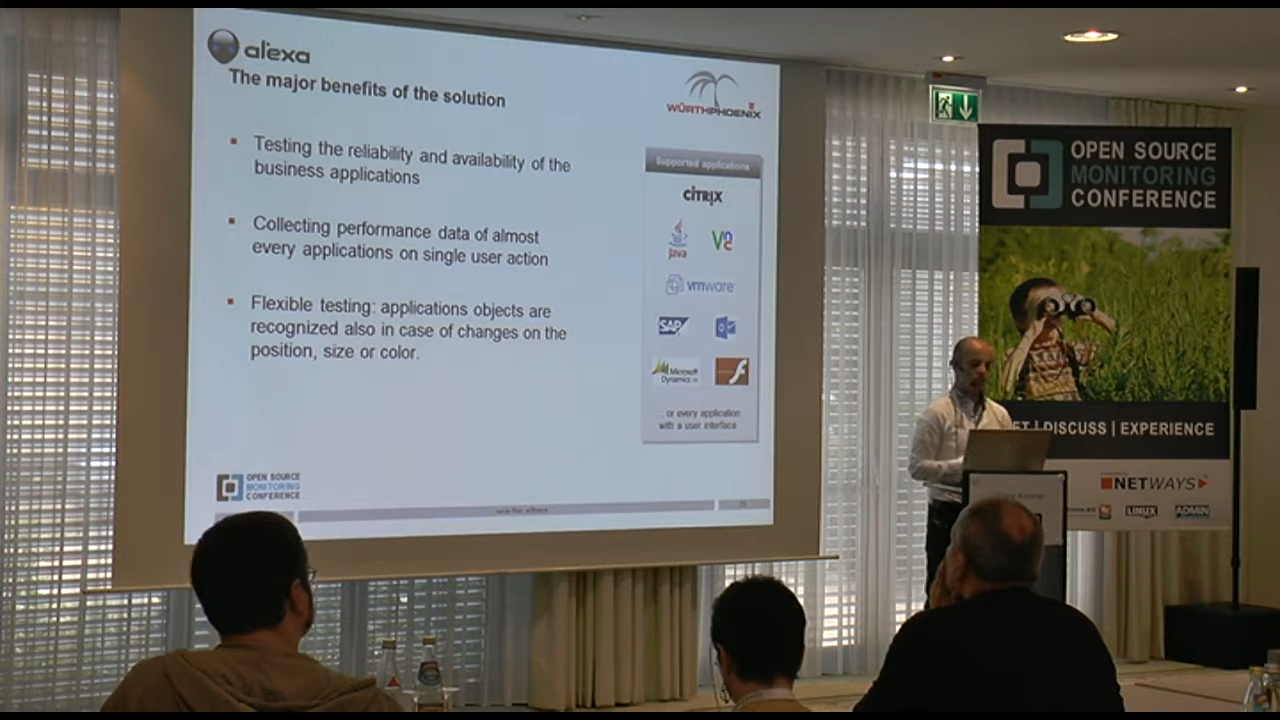 al'exa
The major benefits of the solution
WÜRTHPHOENIX
Testing the reliability and availability of the
business applications
Collecting performance data of almost
every applications on single user action
Flexible testing: applications objects are
recognized also in case of changes on the
position, size or color.
Supported applications
CITRIX
Java
vmware
SAP
Microsoft
Dynamics
... or every application
with a user interface
OPEN SOURCE
MONITORING
CONFERENCE
OPEN SOURCE
MONITORING
CONFERENCE
| DISCUSS | EXPERIENCE
NETWAYS
LINUX
ADMIN